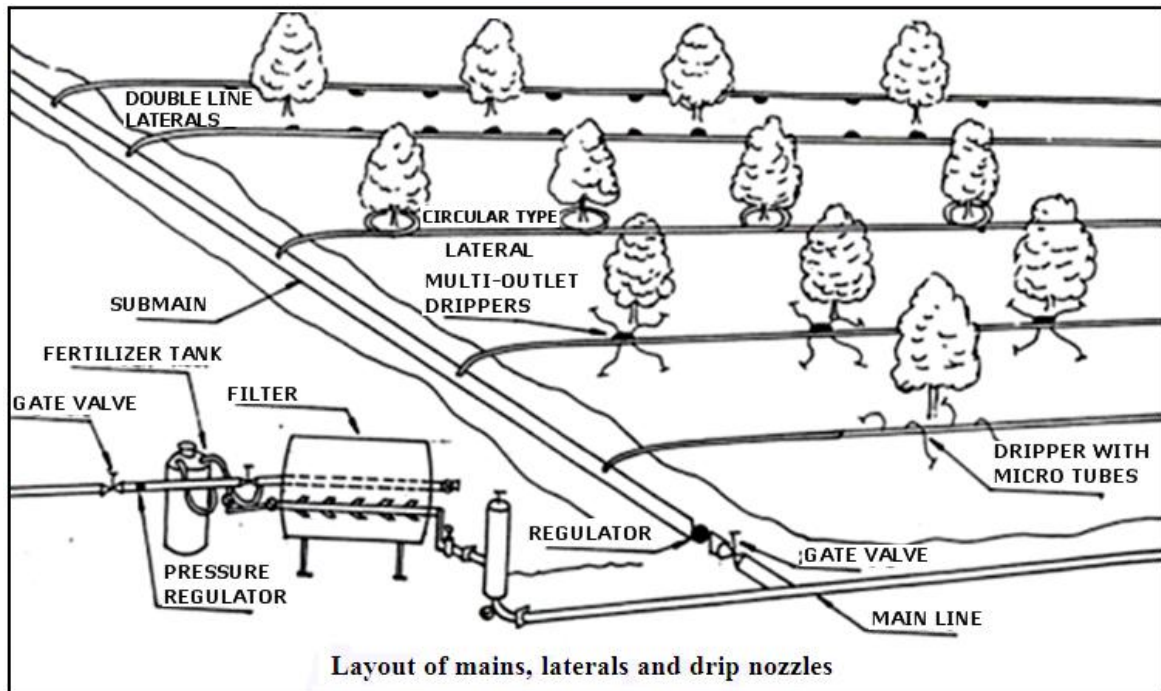 DOUBLE LINE
LATERALS
CIRCULAR TYPE
LATERAL
MULTI-OUTLET
DRIPPERS
SUBMAIN
FERTILIZER TANK
GATE VALVE
FILTER
DRIPPER WITH
MICRO TUBES
REGULATOR
GATE VALVE
PRESSURE
REGULATOR
MAIN LINE
Layout of mains, laterals and drip nozzles